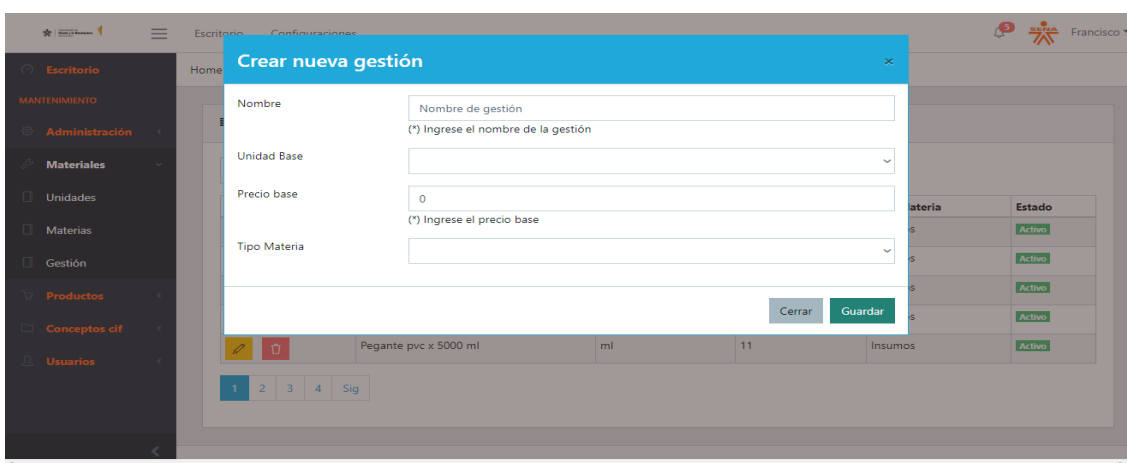 Escritorio Configuraciones
5
SENA
Francisco
Crear nueva gestión
×
Escritorio
Home
MANTENIMIENTO
Nombre
Nombre de gestión
(*) Ingrese el nombre de la gestión
Administración
Unidad Base
Materiales
Precio base
0
(*) Ingrese el precio base
Unidades
ateria
Estado
Materias
s
Activo
Tipo Materia
Gestión
s
Activo
Productos
s
Activo
Cerrar
Guardar
Conceptos cif
s
Activo
Pegante pvc x 5000 ml
ml
11
Insumos
Activo
Usuarios
1 2 3 4 Sig